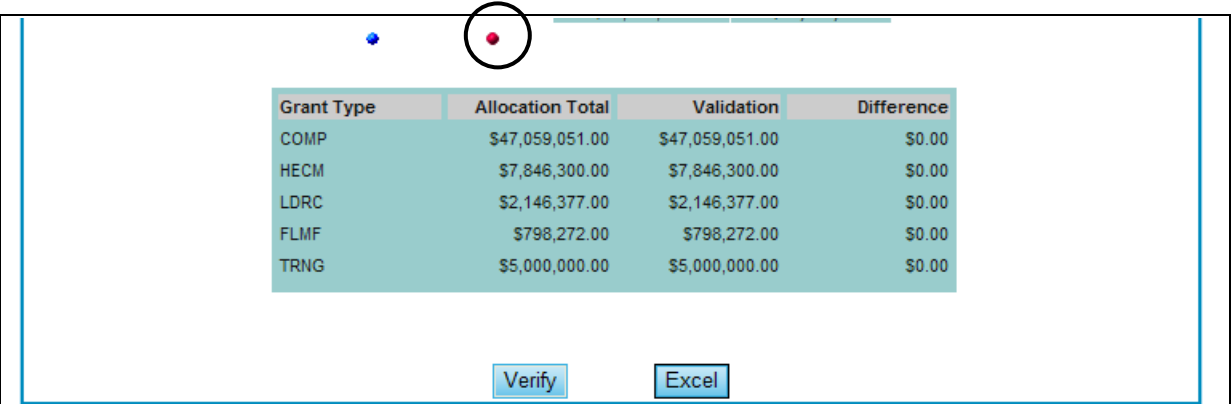 Grant Type Allocation Total Validation Difference
COMP $47,059,051.00 $47,059,051.00 $0.00
HECM $7,846,300.00 $7,846,300.00 $0.00
LDRC $2,146,377.00 $2,146,377.00 $0.00
FLMF $798,272.00 $798,272.00 $0.00
TRNG $5,000,000.00 $5,000,000.00 $0.00
Verify Excel